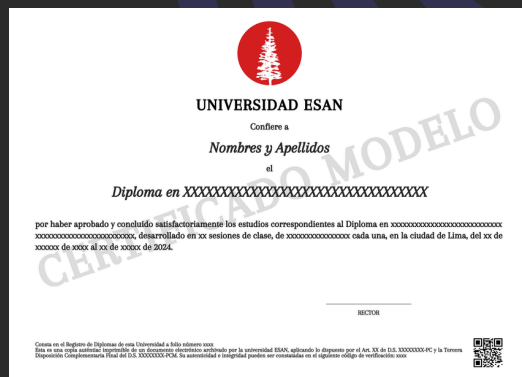 UNIVERSIDAD ESAN
Confiere a
Nombres y Apellidos
el
Diploma en XXXXXXXXXXXXXXXXXXXXXXXXXXXXXXXX
CERTIFICADO MODELO
por haber aprobado y concluido satisfactoriamente los estudios correspondientes al Diploma en xxxxxxxxxxxxxxxxxxxxxxxxxx
xxxxxxxxxxxxxxxxxxxxxxx, desarrollado en xx sesiones de clase, de xxxxxxxxxxxxxxx cada una, en la ciudad de Lima, del xx de
xxxxxx de xxxx al xx de xxxxx de 2024.
RECTOR
Consta en el Registro de Diplomas de esta Universidad a folio número xxxx
Esta es una copia auténtica imprimible de un documento electrónico archivado por la universidad ESAN, aplicando lo dispuesto por el Art. XX de D.S. XXXXXXXX-PC y la Tercera
Disposición Complementaria Final del D.S. XXXXXXXX-PCM. Su autenticidad e integridad pueden ser constatadas en el siguiente código de verificación: xxxx